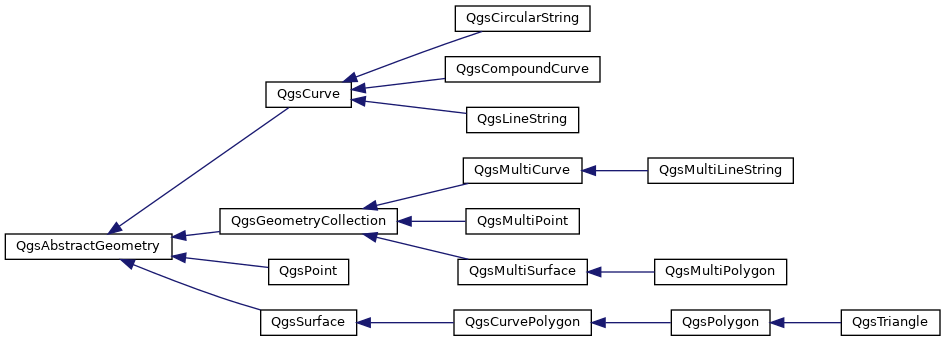 QgsCircularString
QgsCompoundCurve
QgsCurve
QgsLineString
QgsMultiCurve
QgsMultiLineString
QgsGeometryCollection
QgsMultiPoint
QgsAbstractGeometry
QgsPoint
QgsMultiSurface
QgsMultiPolygon
QgsSurface
QgsCurvePolygon
QgsPolygon
QgsTriangle